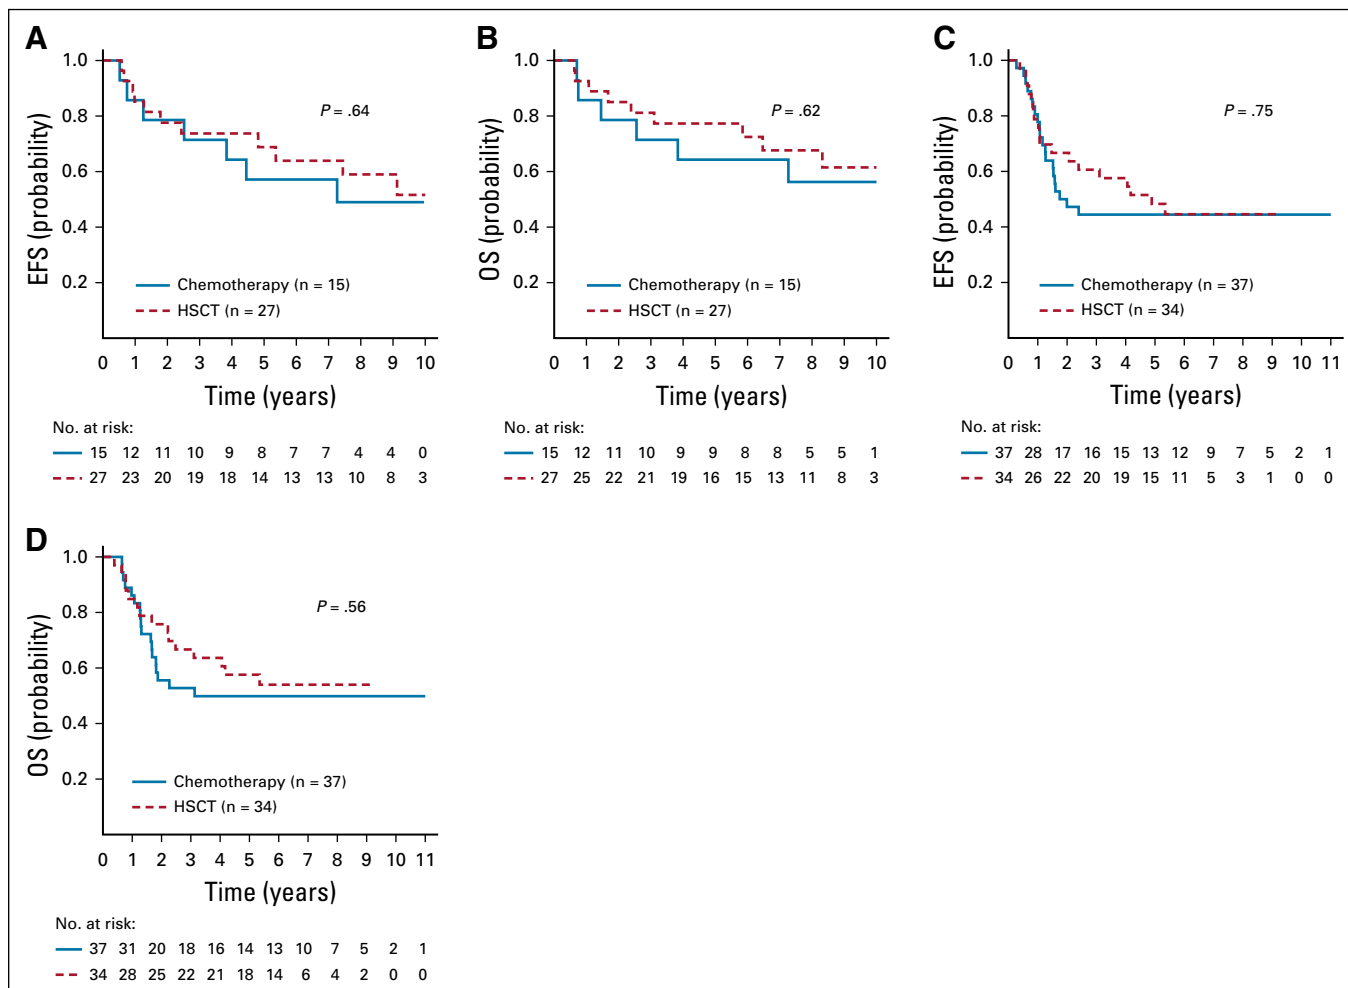 A
1.0
0.8
0.6
0.4
0.2
EFS (probability)
P = .64
Chemotherapy (n = 15)
HSCT (n = 27)
0 1 2 3 4 5 6 7 8 9 10
Time (years)
No. at risk:
15 12 11 10 9 8 7 7 4 4 0
27 23 20 19 18 14 13 13 10 8 3
B
1.0
0.8
0.6
0.4
0.2
OS (probability)
P = .62
Chemotherapy (n = 15)
HSCT (n = 27)
0 1 2 3 4 5 6 7 8 9 10
Time (years)
No. at risk:
15 12 11 10 9 9 8 8 5 5 1
27 25 22 21 19 16 15 13 11 8 3
C
1.0
0.8
0.6
0.4
0.2
EFS (probability)
P = .75
Chemotherapy (n = 37)
HSCT (n = 34)
0 1 2 3 4 5 6 7 8 9 10 11
Time (years)
No. at risk:
37 28 17 16 15 13 12 9 7 5 2 1
34 26 22 20 19 15 11 5 3 1 0 0
D
1.0
0.8
0.6
0.4
0.2
OS (probability)
P = .56
Chemotherapy (n = 37)
HSCT (n = 34)
0 1 2 3 4 5 6 7 8 9 10 11
Time (years)
No. at risk:
37 31 20 18 16 14 13 10 7 5 2 1
34 28 25 22 21 18 14 6 4 2 0 0